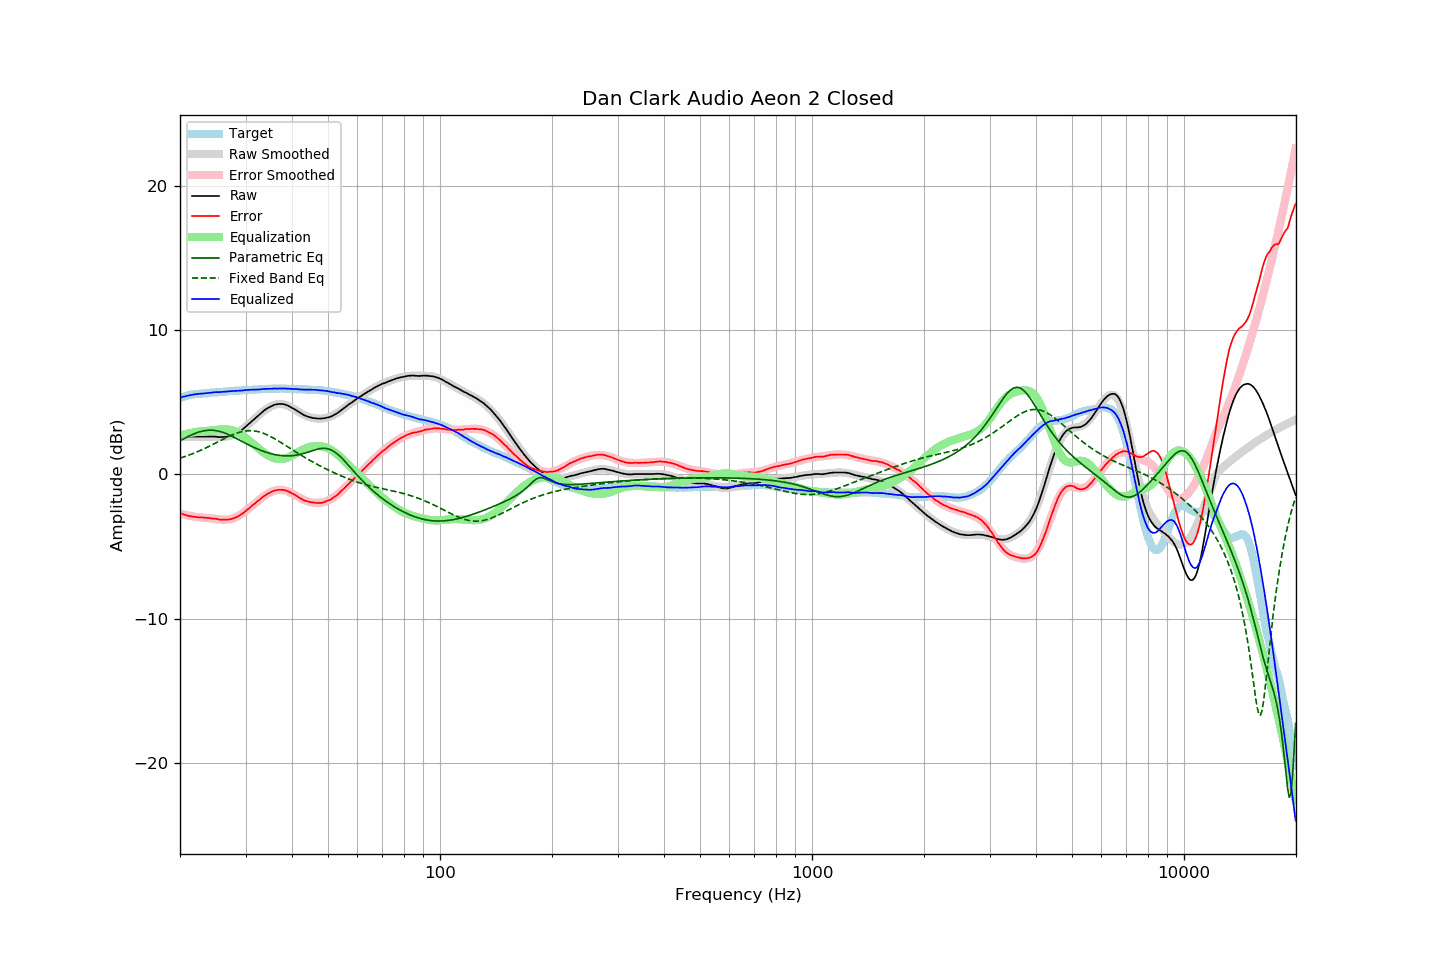 Dan Clark Audio Aeon 2 Closed
Target
Raw Smoothed
Error Smoothed
Raw
Error
Equalization
Parametric Eq
Fixed Band Eq
Equalized
20
10
0
−10
−20
Amplitude (dBr)
100
1000
10000
Frequency (Hz)